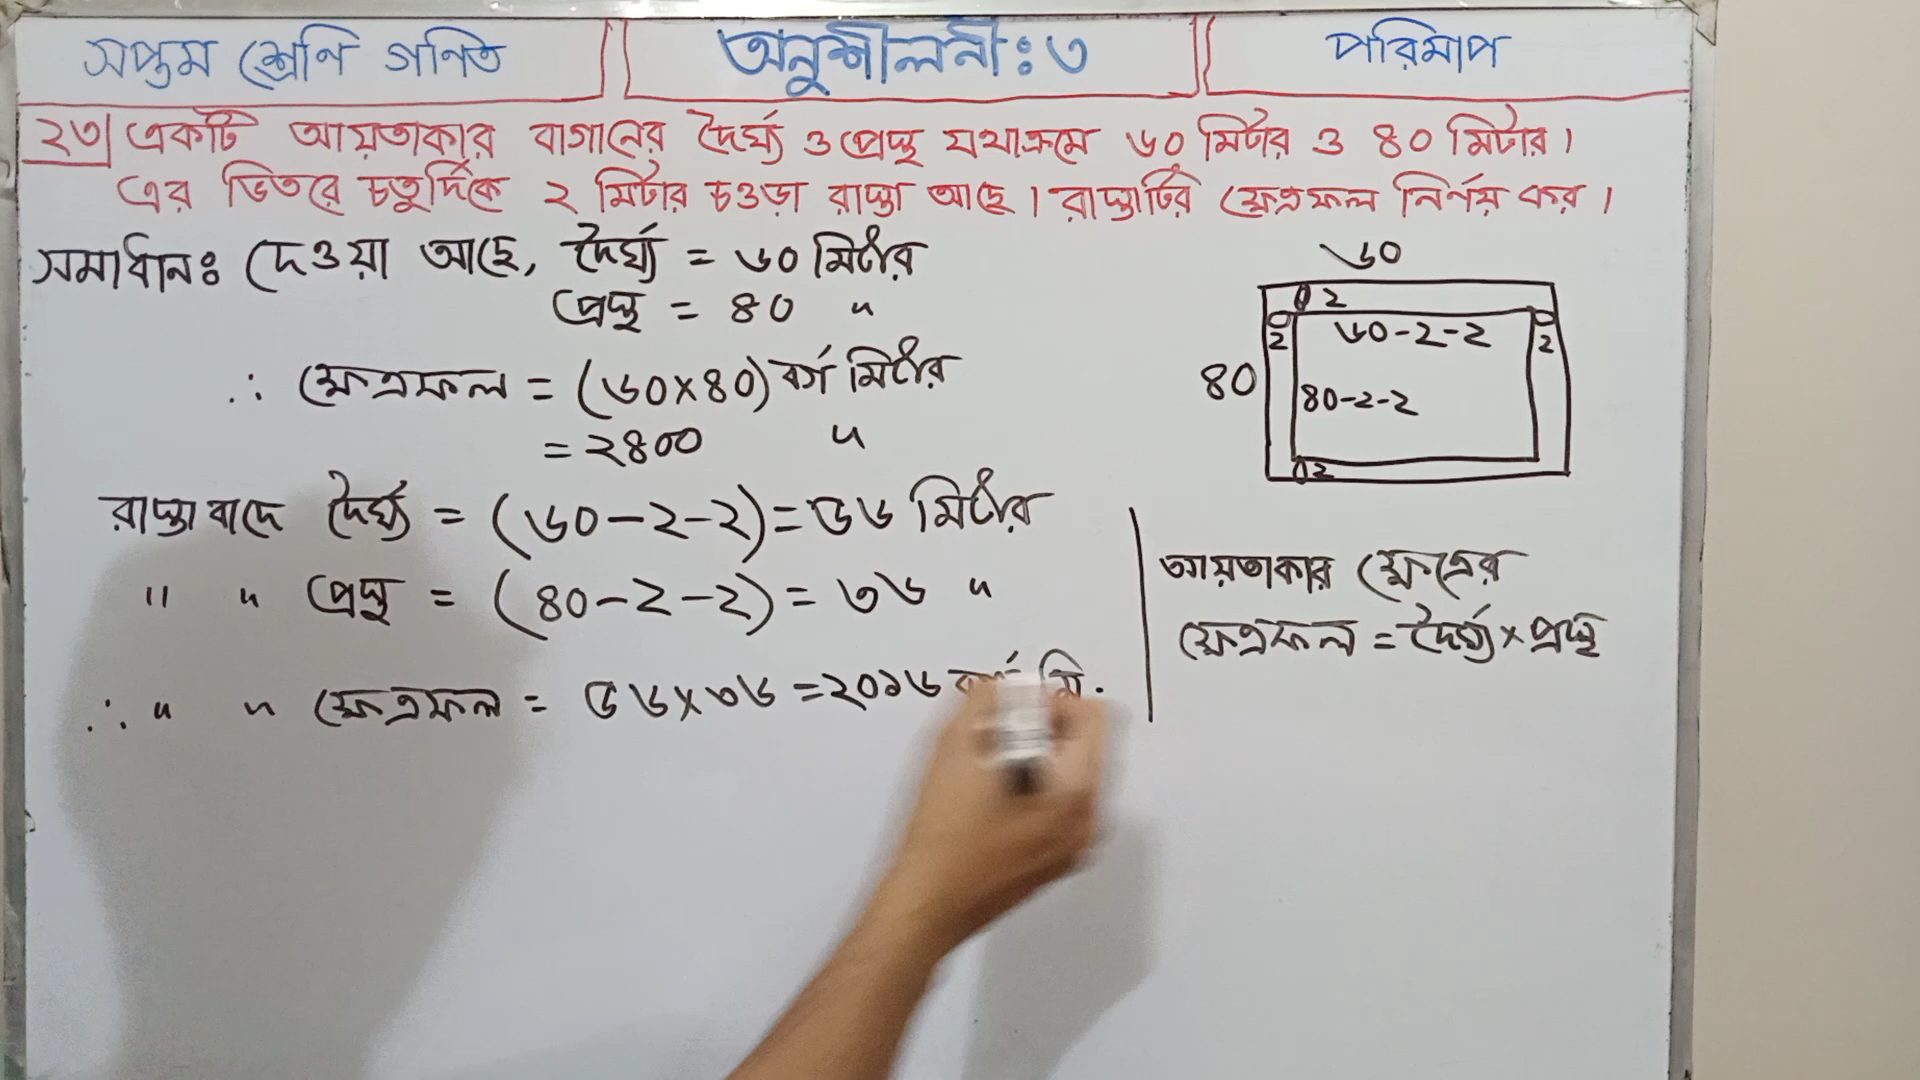 সপ্তম শ্রেণি গণিত
অনুশীলনী: ৩
পরিমাপ
২৩| একটি আয়তাকার বাগানের দৈর্ঘ্য ও প্রস্থ যথাক্রমে ৬০ মিটার ও ৪০ মিটার।
এর ভিতরে চতুর্দিকে ২ মিটার চওড়া রাস্তা আছে। রাস্তাটির ক্ষেত্রফল নির্ণয় কর।
সমাধান: দেওয়া আছে, দৈর্ঘ্য = ৬০ মিটার
প্রস্থ = ৪০ "
∴ ক্ষেত্রফল = (৬০×৪০) বর্গ মিটার
= ২৪০০ "
রাস্তা বাদে দৈর্ঘ্য = (৬০-২-২) = ৫৬ মিটার
" " প্রস্থ = (৪০-২-২) = ৩৬ "
∴ " " ক্ষেত্রফল = ৫৬×৩৬ = ২০১৬ মি.
৬০
২
২ ৬০-২-২ ২
৪০ ৪০-২-২
২
আয়তাকার ক্ষেত্রের
ক্ষেত্রফল = দৈর্ঘ্য × প্রস্থ